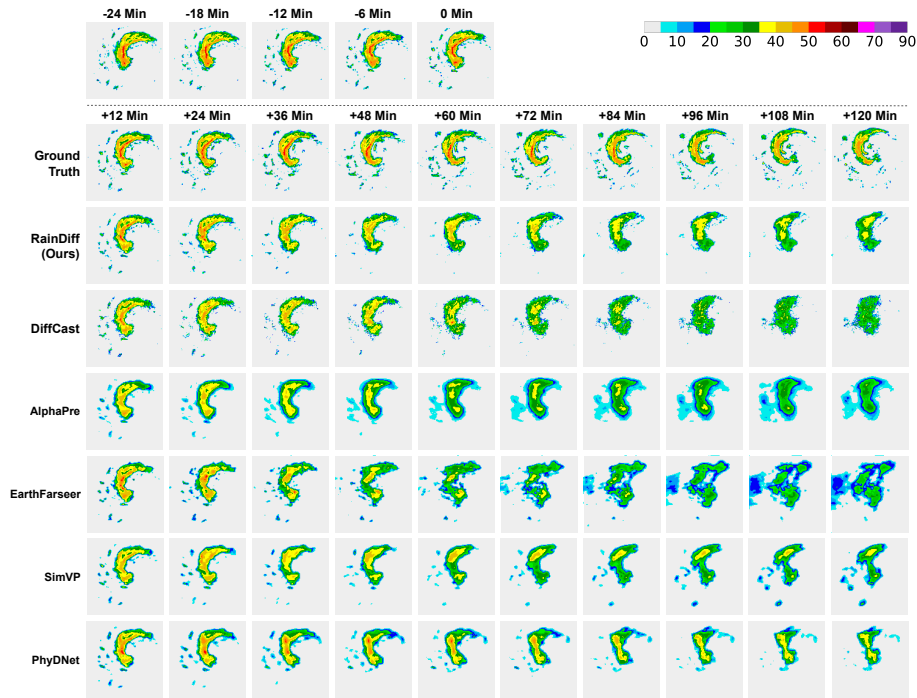 -24 Min -18 Min -12 Min -6 Min 0 Min
0 10 20 30 40 50 60 70 80 90
+12 Min +24 Min +36 Min +48 Min +60 Min +72 Min +84 Min +96 Min +108 Min +120 Min
Ground
Truth
RainDiff
(Ours)
DiffCast
AlphaPre
EarthFarseer
SimVP
PhyDNet